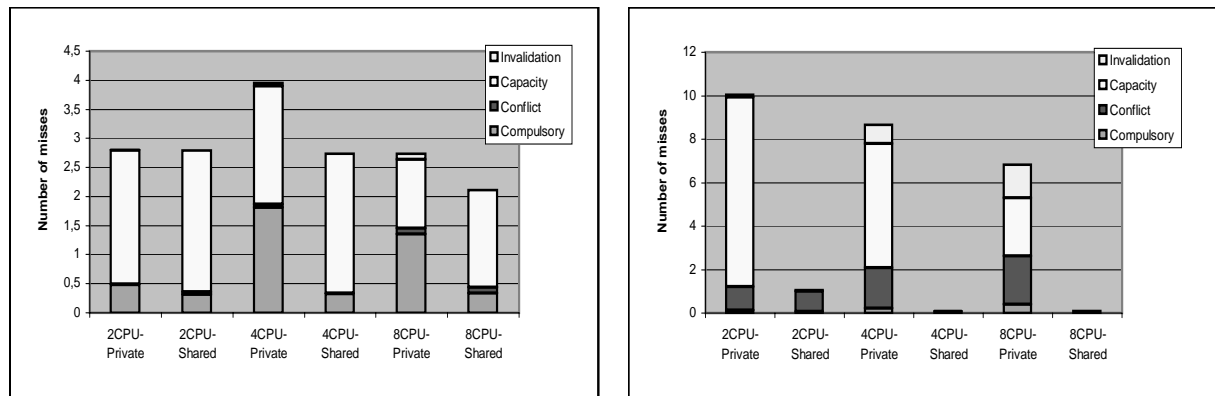 4,5
4
3,5
3
2,5
2
1,5
1
0,5
0
Number of misses
Invalidation
Capacity
Conflict
Compulsory
2CPU- 2CPU- 4CPU- 4CPU- 8CPU- 8CPU-
Private Shared Private Shared Private Shared
12
10
8
6
4
2
0
Number of misses
Invalidation
Capacity
Conflict
Compulsory
2CPU- 2CPU- 4CPU- 4CPU- 8CPU- 8CPU-
Private Shared Private Shared Private Shared